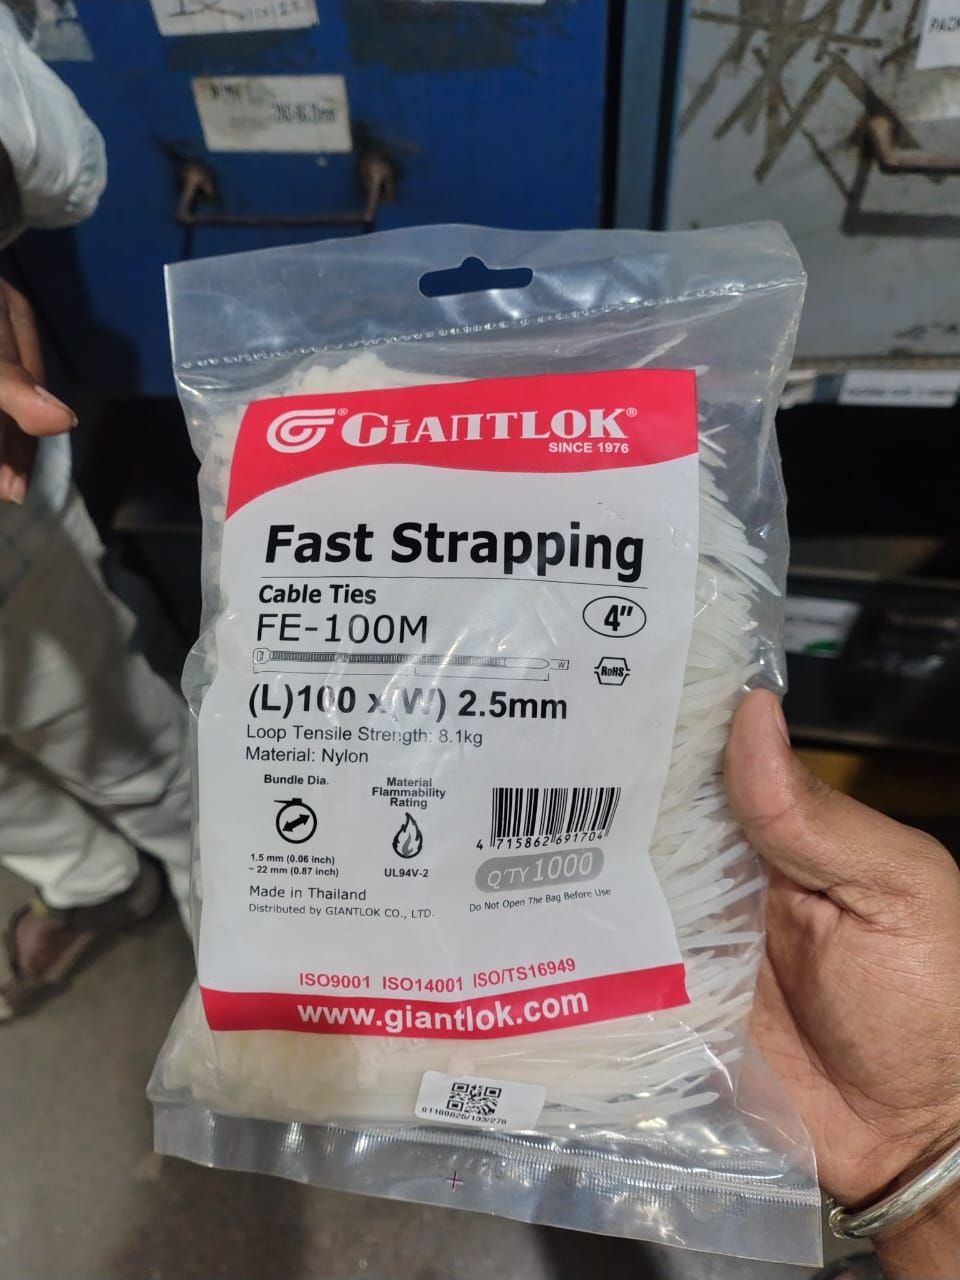 GIANTLOK®
SINCE 1976
Fast Strapping
Cable Ties
FE-100M
4"
W
RoHS
(L)100 x(W) 2.5mm
Loop Tensile Strength: 8.1kg
Material: Nylon
Bundle Dia.
Material
Flammability
Rating
1.5 mm (0.06 inch)
~ 22 mm (0.87 inch)
UL94V-2
4 715862 691704
Q'TY 1000
Made in Thailand
Distributed by GIANTLOK CO., LTD.
Do Not Open The Bag Before Use
ISO9001 ISO14001 ISO/TS16949
www.giantlok.com
01100025/133/270